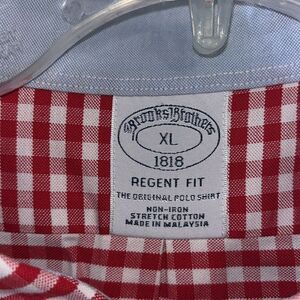 Brooks Brothers
XL
1818
REGENT FIT
THE ORIGINAL POLO SHIRT
NON-IRON
STRETCH COTTON
MADE IN MALAYSIA